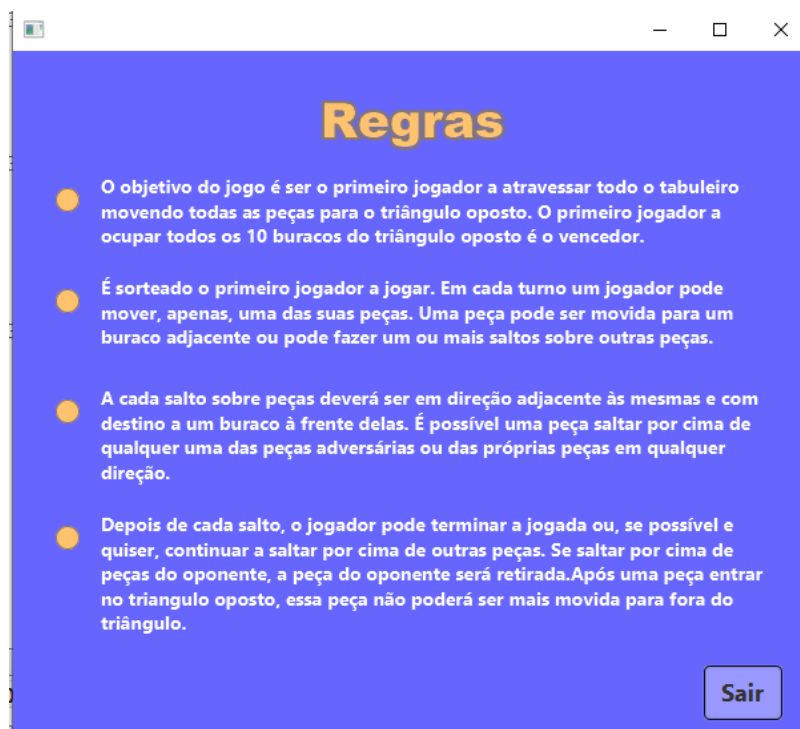 Regras
O objetivo do jogo é ser o primeiro jogador a atravessar todo o tabuleiro
movendo todas as peças para o triângulo oposto. O primeiro jogador a
ocupar todos os 10 buracos do triângulo oposto é o vencedor.
É sorteado o primeiro jogador a jogar. Em cada turno um jogador pode
mover, apenas, uma das suas peças. Uma peça pode ser movida para um
buraco adjacente ou pode fazer um ou mais saltos sobre outras peças.
A cada salto sobre peças deverá ser em direção adjacente às mesmas e com
destino a um buraco à frente delas. É possível uma peça saltar por cima de
qualquer uma das peças adversárias ou das próprias peças em qualquer
direção.
Depois de cada salto, o jogador pode terminar a jogada ou, se possível e
quiser, continuar a saltar por cima de outras peças. Se saltar por cima de
peças do oponente, a peça do oponente será retirada.Após uma peça entrar
no triangulo oposto, essa peça não poderá ser mais movida para fora do
triângulo.
Sair